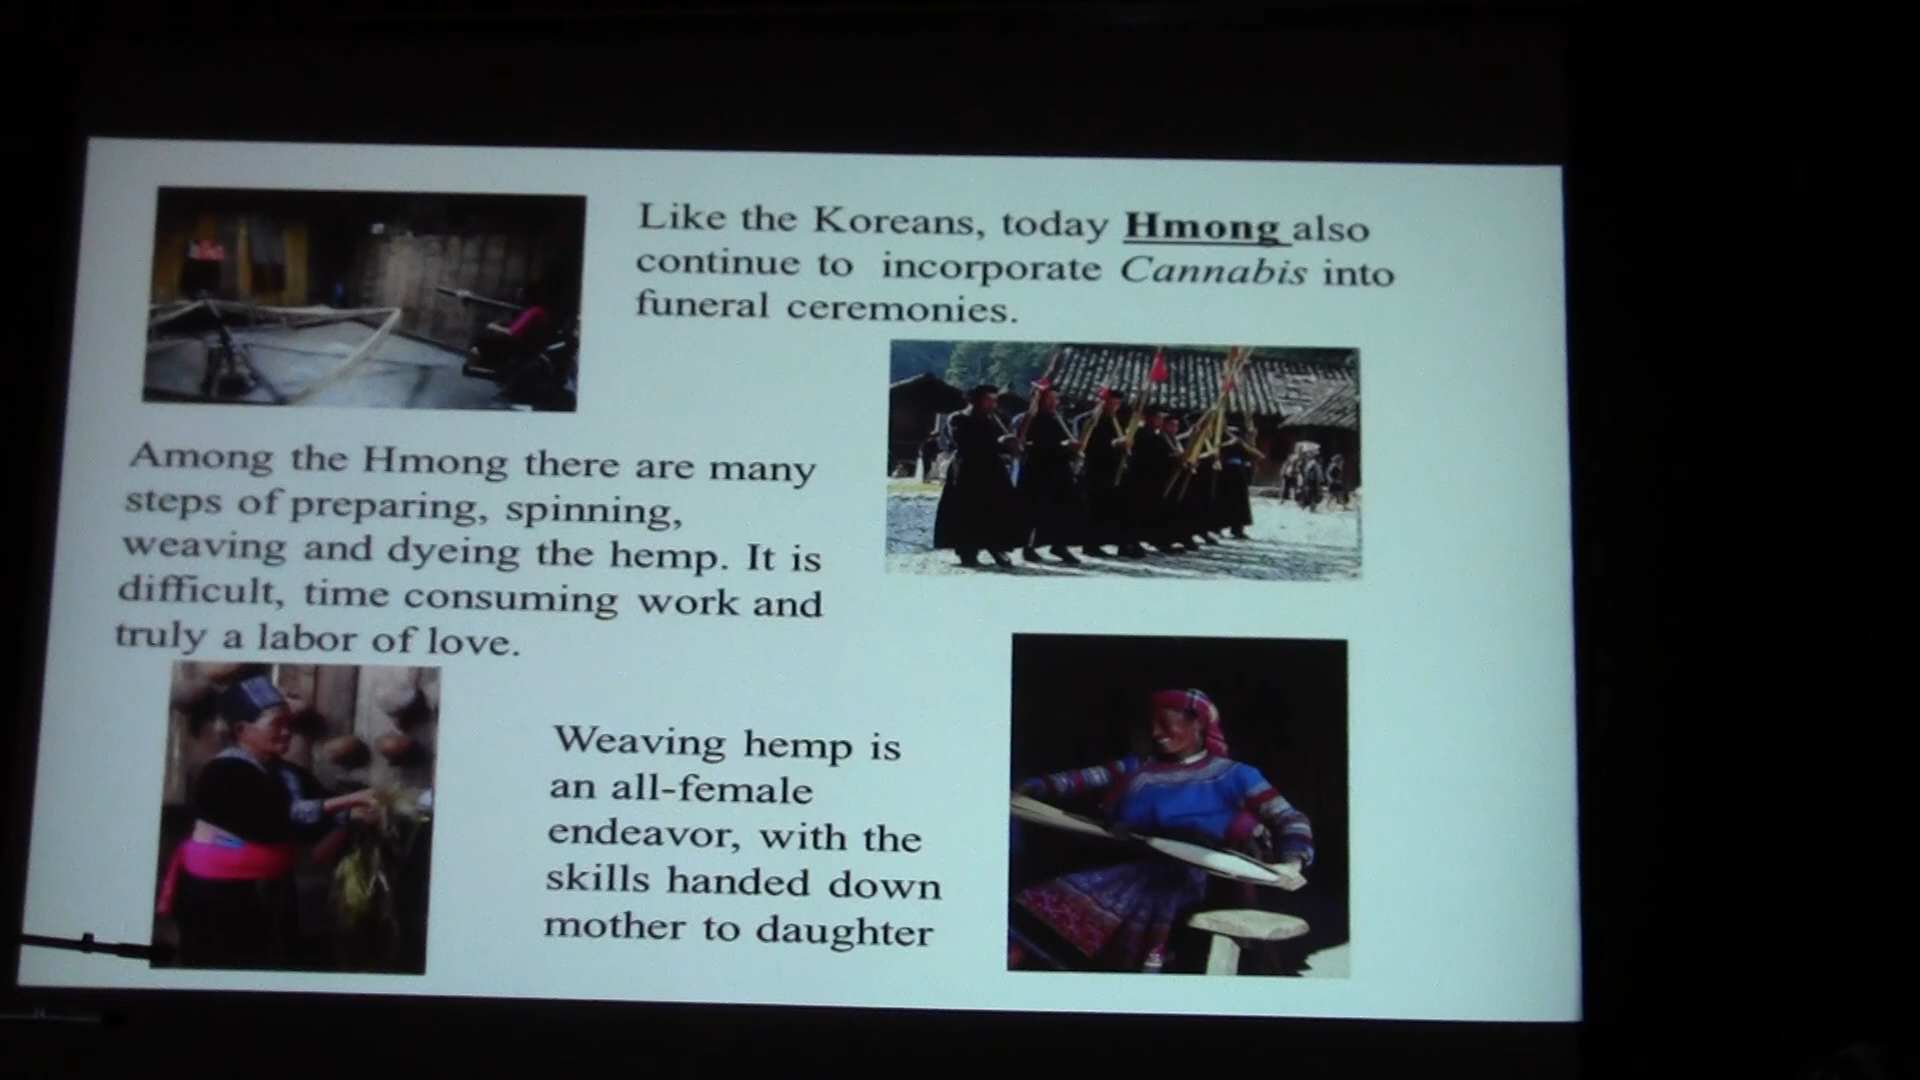 Like the Koreans, today Hmong also
continue to incorporate Cannabis into
funeral ceremonies.
Among the Hmong there are many
steps of preparing, spinning,
weaving and dyeing the hemp. It is
difficult, time consuming work and
truly a labor of love.
Weaving hemp is
an all-female
endeavor, with the
skills handed down
mother to daughter